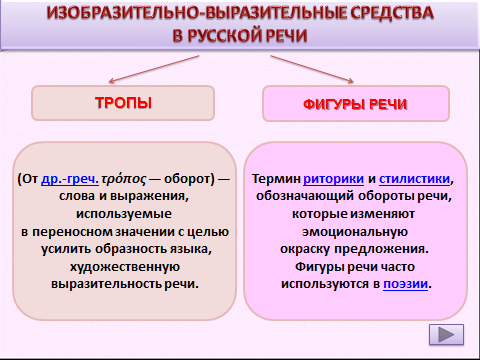 ИЗОБРАЗИТЕЛЬНО-ВЫРАЗИТЕЛЬНЫЕ СРЕДСТВА
В РУССКОЙ РЕЧИ
ТРОПЫ
ФИГУРЫ РЕЧИ
(От др.-греч. τρόπος — оборот) —
слова и выражения,
используемые
в переносном значении с целью
усилить образность языка,
художественную
выразительность речи.
Термин риторики и стилистики,
обозначающий обороты речи,
которые изменяют
эмоциональную
окраску предложения.
Фигуры речи часто
используются в поэзии.